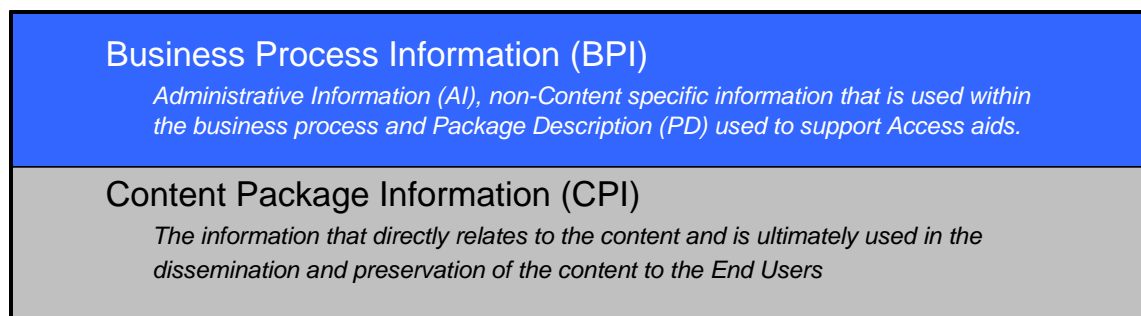 Business Process Information (BPI)
Administrative Information (AI), non-Content specific information that is used within
the business process and Package Description (PD) used to support Access aids.
Content Package Information (CPI)
The information that directly relates to the content and is ultimately used in the
dissemination and preservation of the content to the End Users